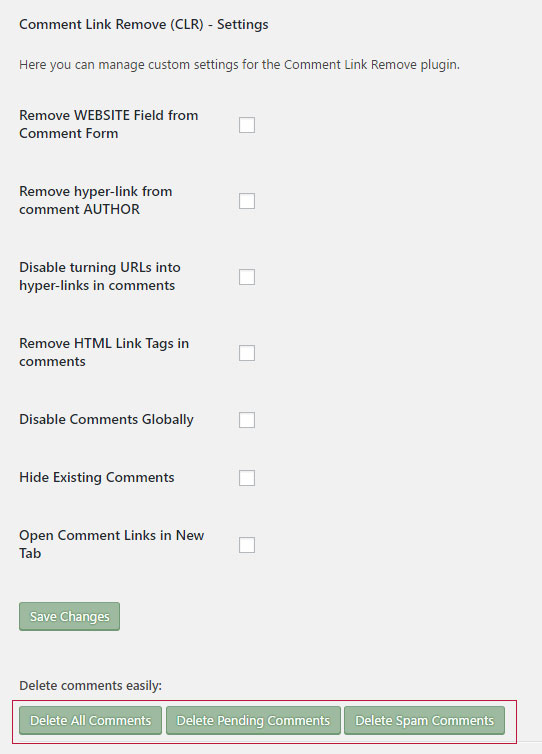 Comment Link Remove (CLR) - Settings
Here you can manage custom settings for the Comment Link Remove plugin.
Remove WEBSITE Field from
Comment Form
Remove hyper-link from
comment AUTHOR
Disable turning URLs into
hyper-links in comments
Remove HTML Link Tags in
comments
Disable Comments Globally
Hide Existing Comments
Open Comment Links in New
Tab
Save Changes
Delete comments easily:
Delete All Comments Delete Pending Comments Delete Spam Comments